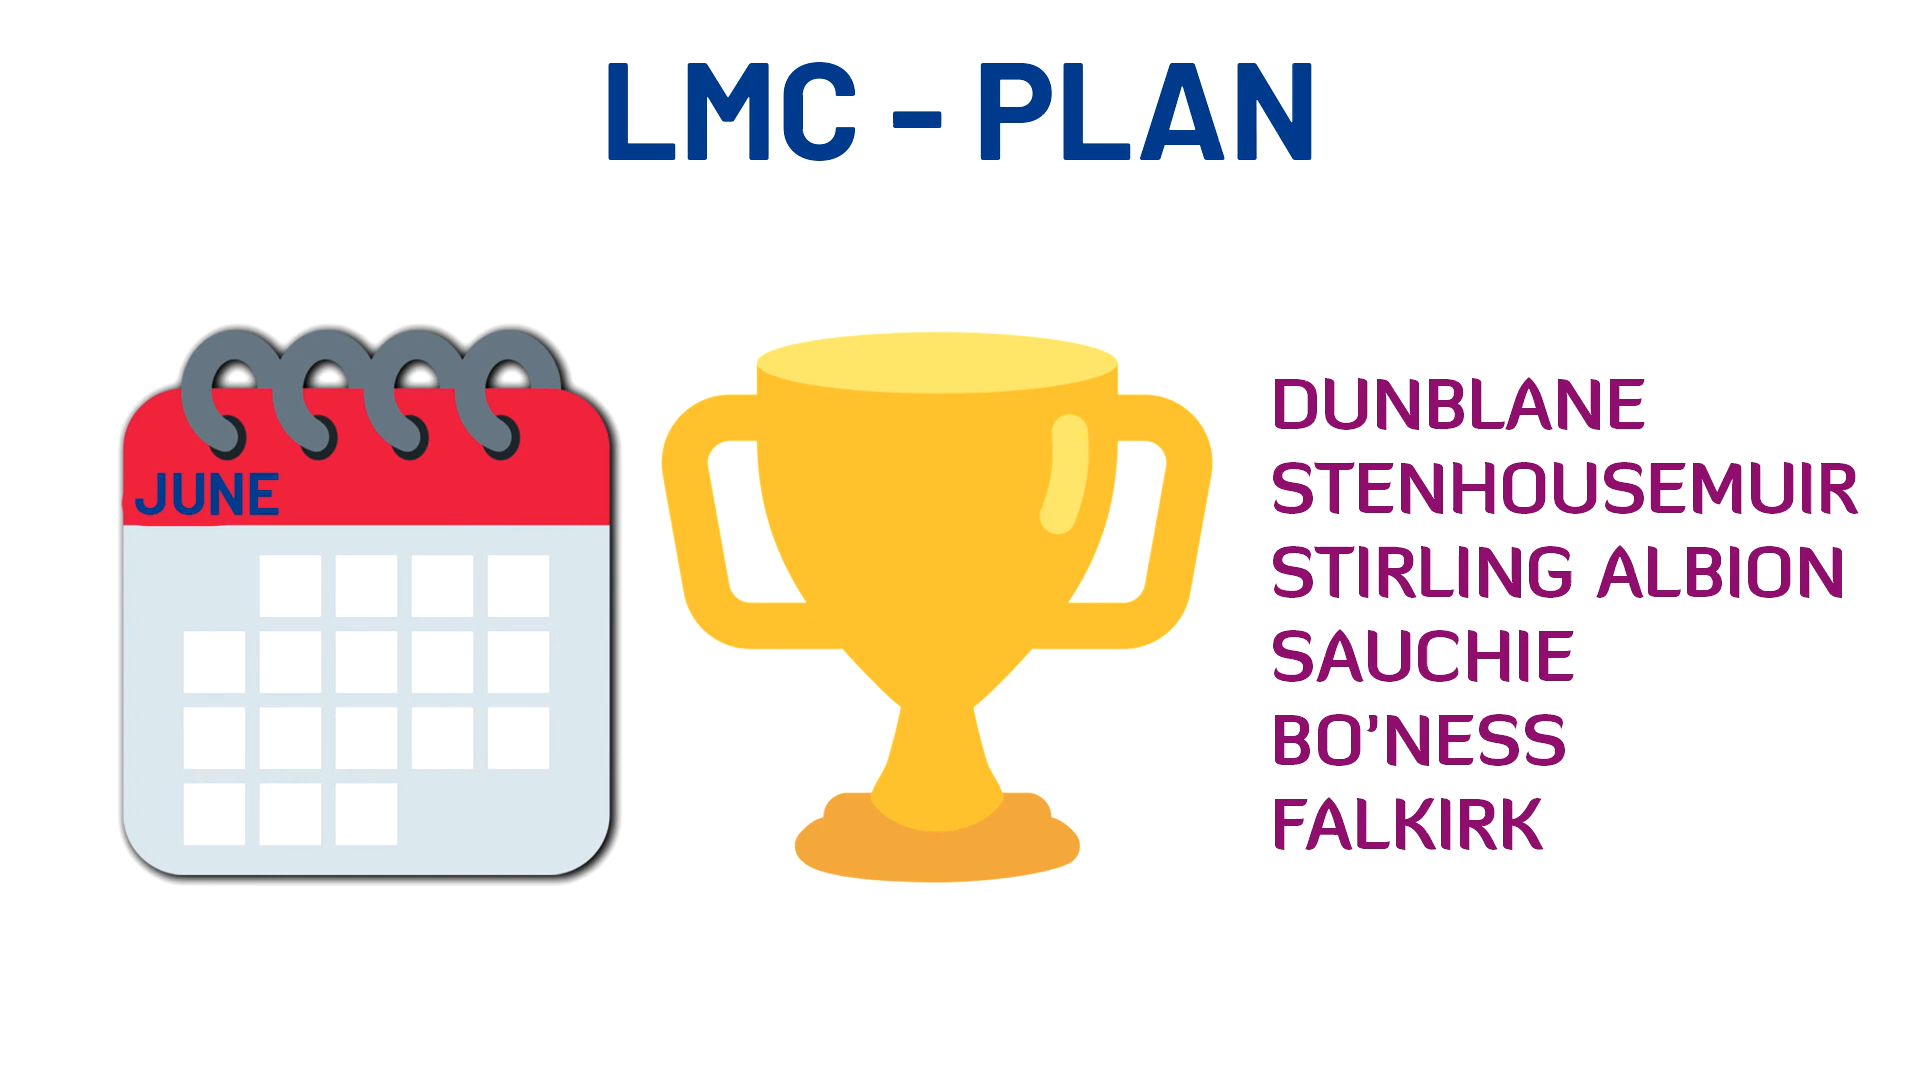 LMC - PLAN
JUNE
DUNBLANE
STENHOUSEMUIR
STIRLING ALBION
SAUCHIE
BO’NESS
FALKIRK